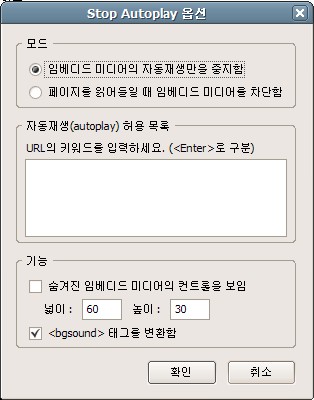 Stop Autoplay 옵션
모드
임베디드 미디어의 자동재생만을 중지함
페이지를 읽어들일 때 임베디드 미디어를 차단함
자동재생(autoplay) 허용 목록
URL의 키워드를 입력하세요. (<Enter>로 구분)
기능
숨겨진 임베디드 미디어의 컨트롤을 보임
넓이 : 60 높이 : 30
<bgsound> 태그를 변환함
확인 취소